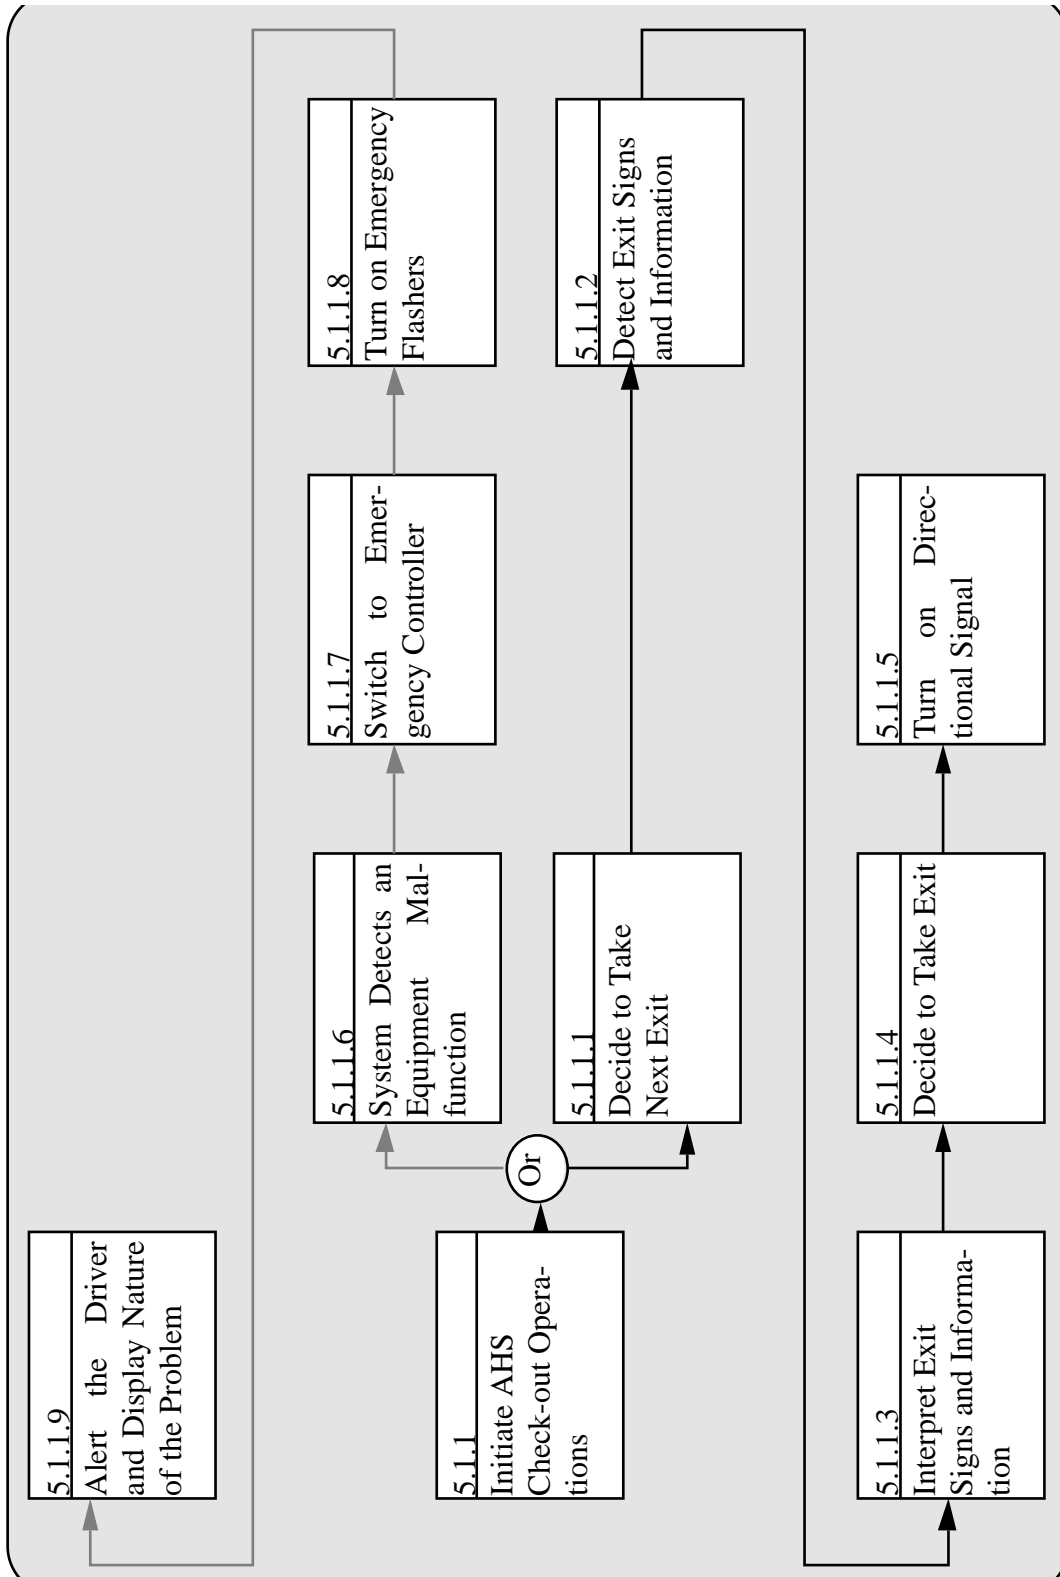 5.1.1.9
Alert the Driver
and Display Nature
of the Problem
5.1.1.6
System Detects an
Equipment Mal-
function
5.1.1.7
Switch to Emer-
gency Controller
5.1.1.8
Turn on Emergency
Flashers
5.1.1
Initiate AHS
Check-out Opera-
tions
Or
5.1.1.1
Decide to Take
Next Exit
5.1.1.2
Detect Exit Signs
and Information
5.1.1.3
Interpret Exit
Signs and Informa-
tion
5.1.1.4
Decide to Take Exit
5.1.1.5
Turn on Direc-
tional Signal